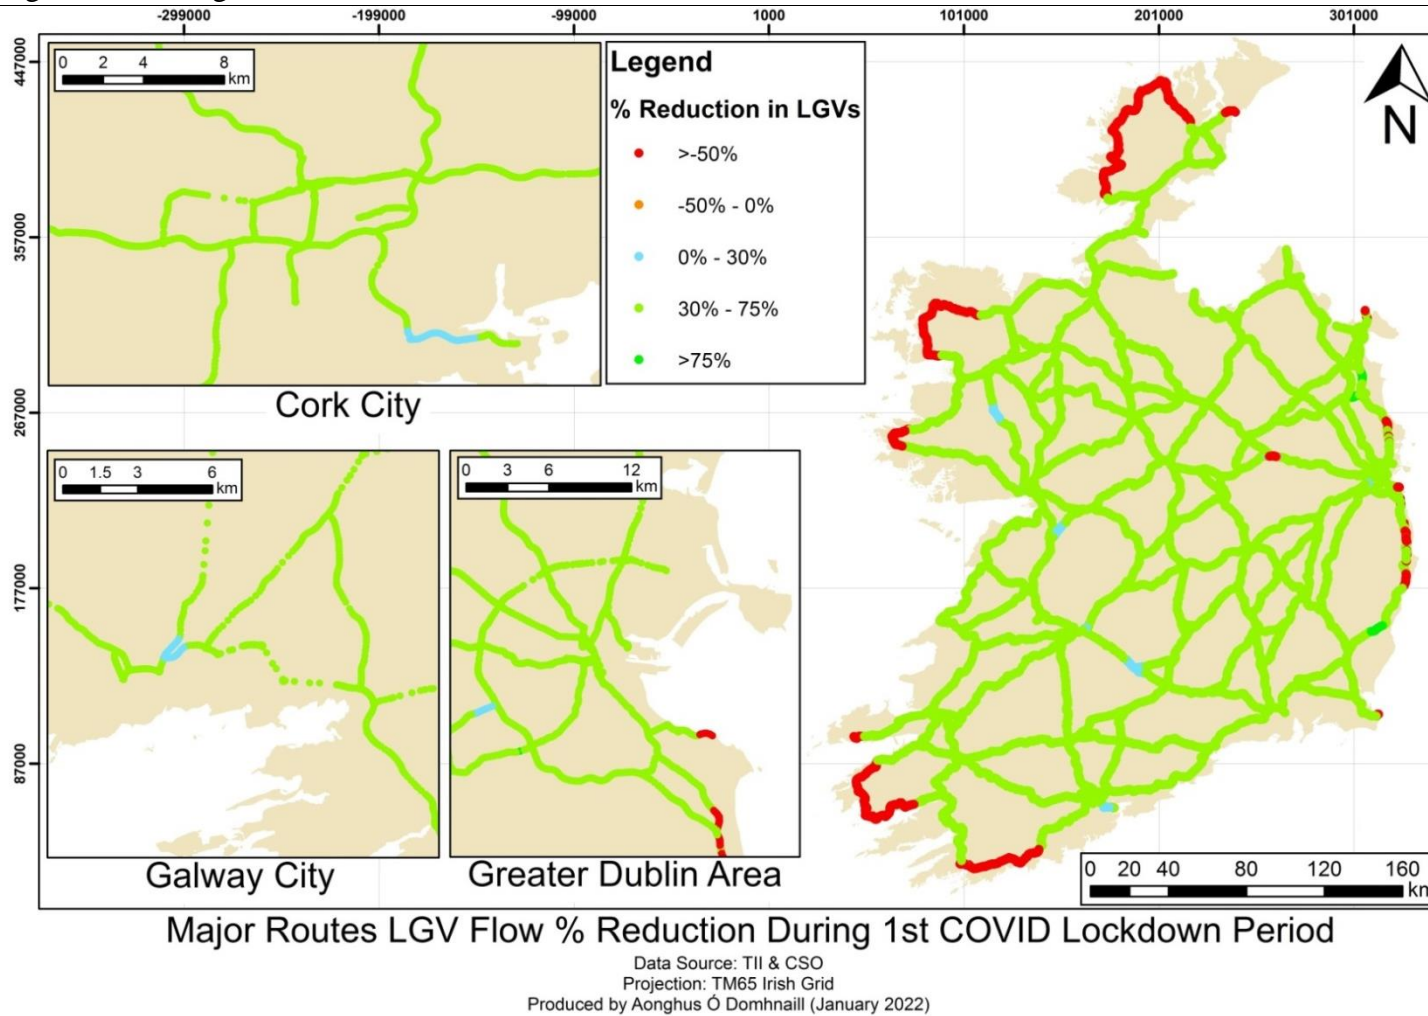 -299000 -199000 -99000 1000 101000 201000 301000
447000
357000
267000
177000
87000
0 2 4 8
km
Cork City
Legend
% Reduction in LGVs
>-50%
-50% - 0%
0% - 30%
30% - 75%
>75%
N
0 1.5 3 6
km
Galway City
0 3 6 12
km
Greater Dublin Area
0 20 40 80 120 160
km
Major Routes LGV Flow % Reduction During 1st COVID Lockdown Period
Data Source: TII & CSO
Projection: TM65 Irish Grid
Produced by Aonghus Ó Domhnaill (January 2022)